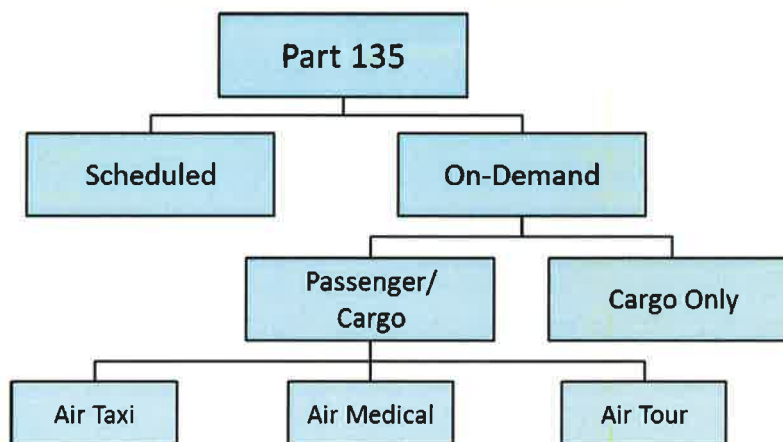 Part 135
Scheduled
On-Demand
Passenger/
Cargo
Cargo Only
Air Taxi
Air Medical
Air Tour